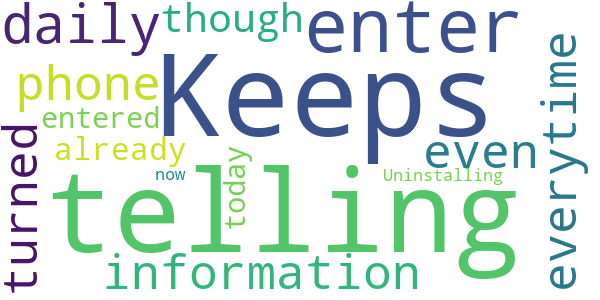 daily
though
enter
phone
Keeps
everytime
entered
already
even
turned
now
today
Uninstalling
telling
information